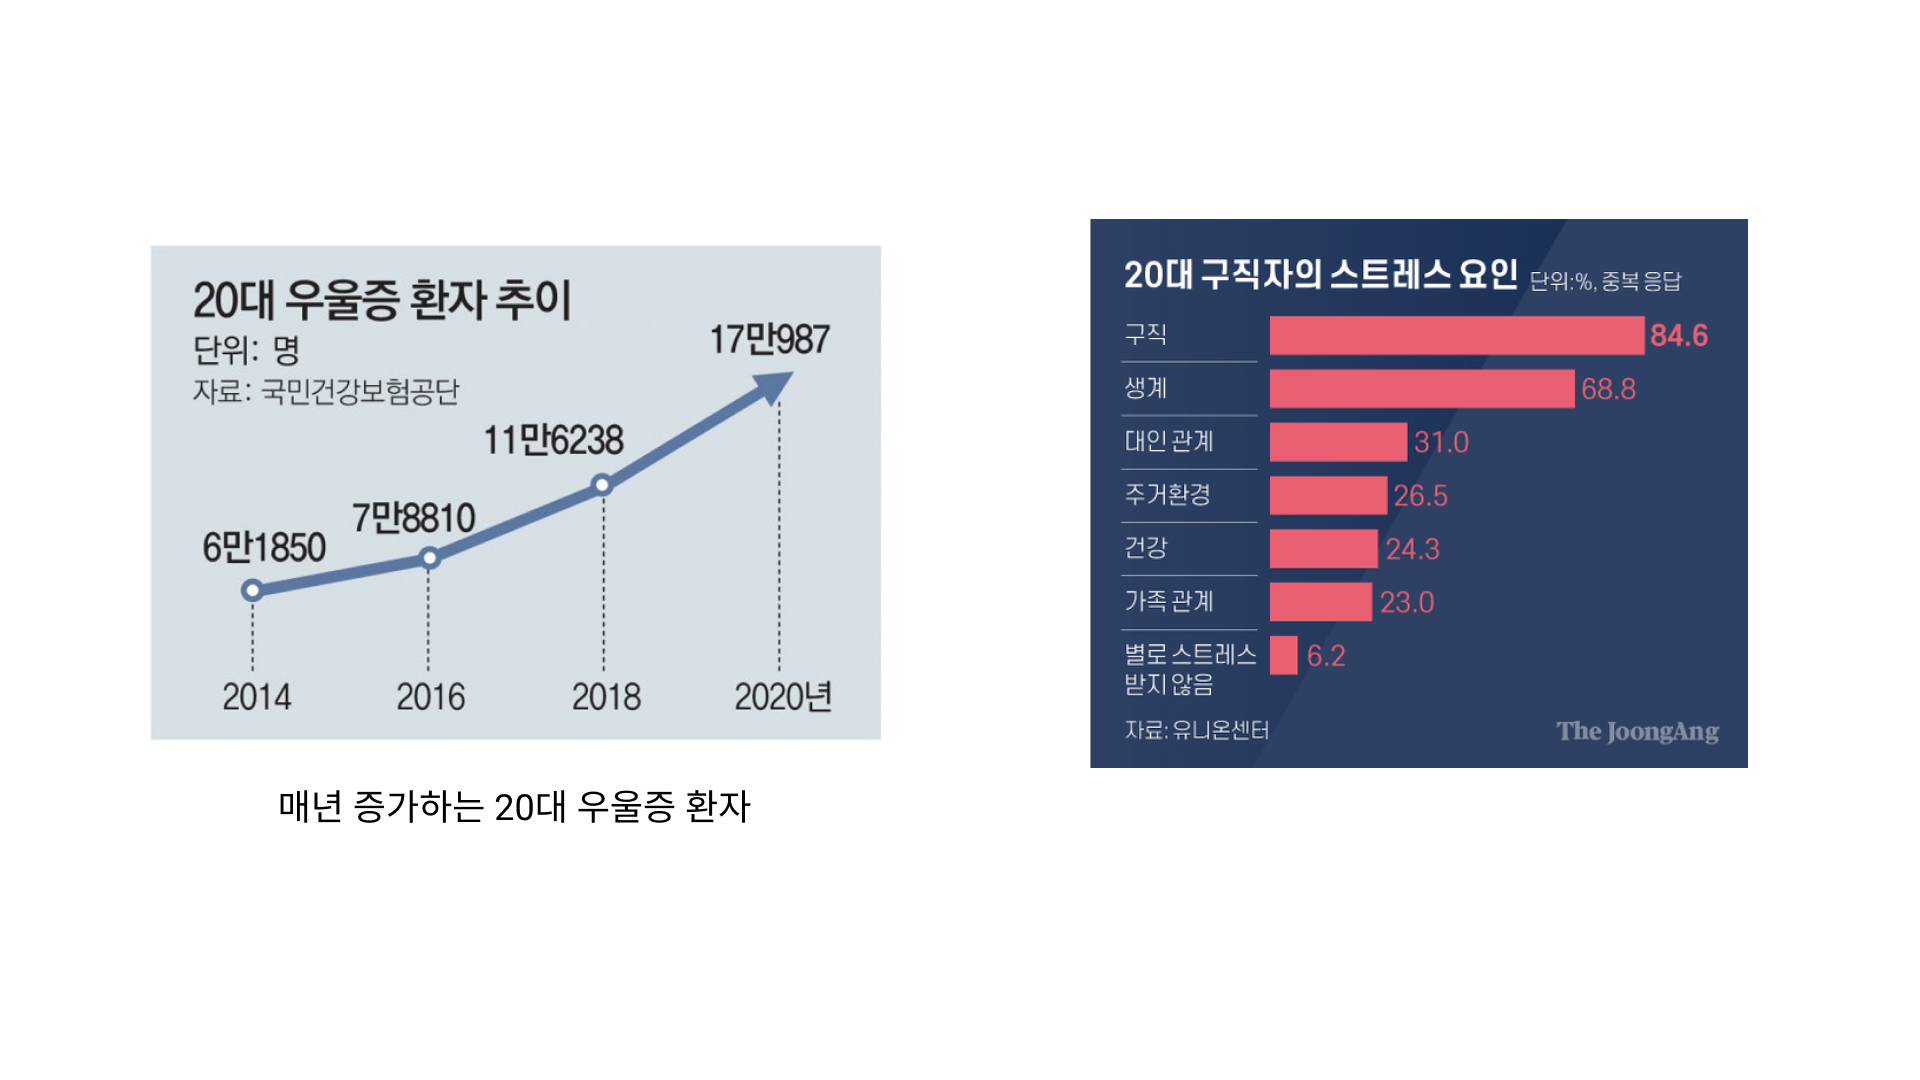 20대 우울증 환자 추이
단위: 명
자료: 국민건강보험공단
6만1850
7만8810
11만6238
17만987
2014
2016
2018
2020년
매년 증가하는 20대 우울증 환자
20대 구직자의 스트레스 요인 단위:%, 중복 응답
구직 84.6
생계 68.8
대인 관계 31.0
주거환경 26.5
건강 24.3
가족 관계 23.0
별로 스트레스 6.2
받지 않음
자료: 유니온센터
The JoongAng